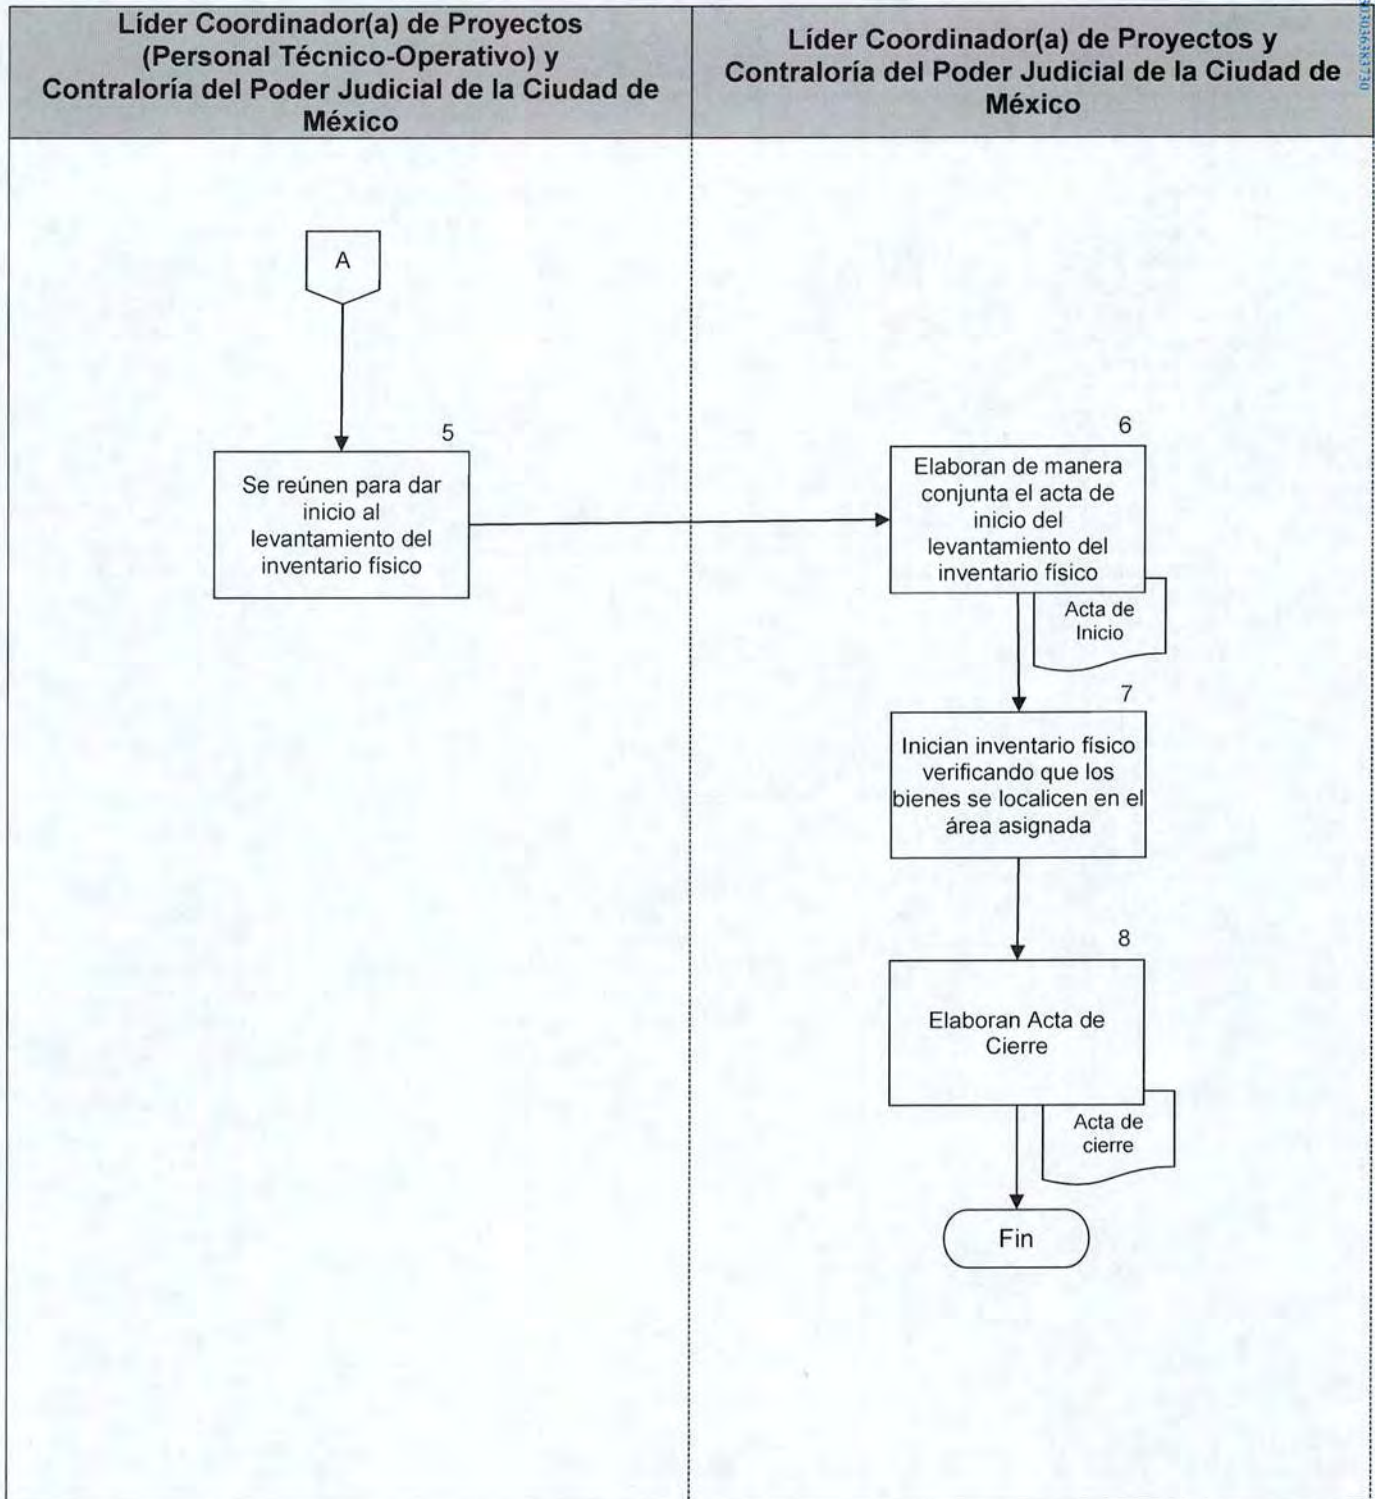 Líder Coordinador(a) de Proyectos
(Personal Técnico-Operativo) y
Contraloría del Poder Judicial de la Ciudad de
México
Líder Coordinador(a) de Proyectos y
Contraloría del Poder Judicial de la Ciudad de
México
A
5
Se reúnen para dar
inicio al
levantamiento del
inventario físico
6
Elaboran de manera
conjunta el acta de
inicio del
levantamiento del
inventario físico
Acta de
Inicio
7
Inician inventario físico
verificando que los
bienes se localicen en el
área asignada
8
Elaboran Acta de
Cierre
Acta de
cierre
Fin